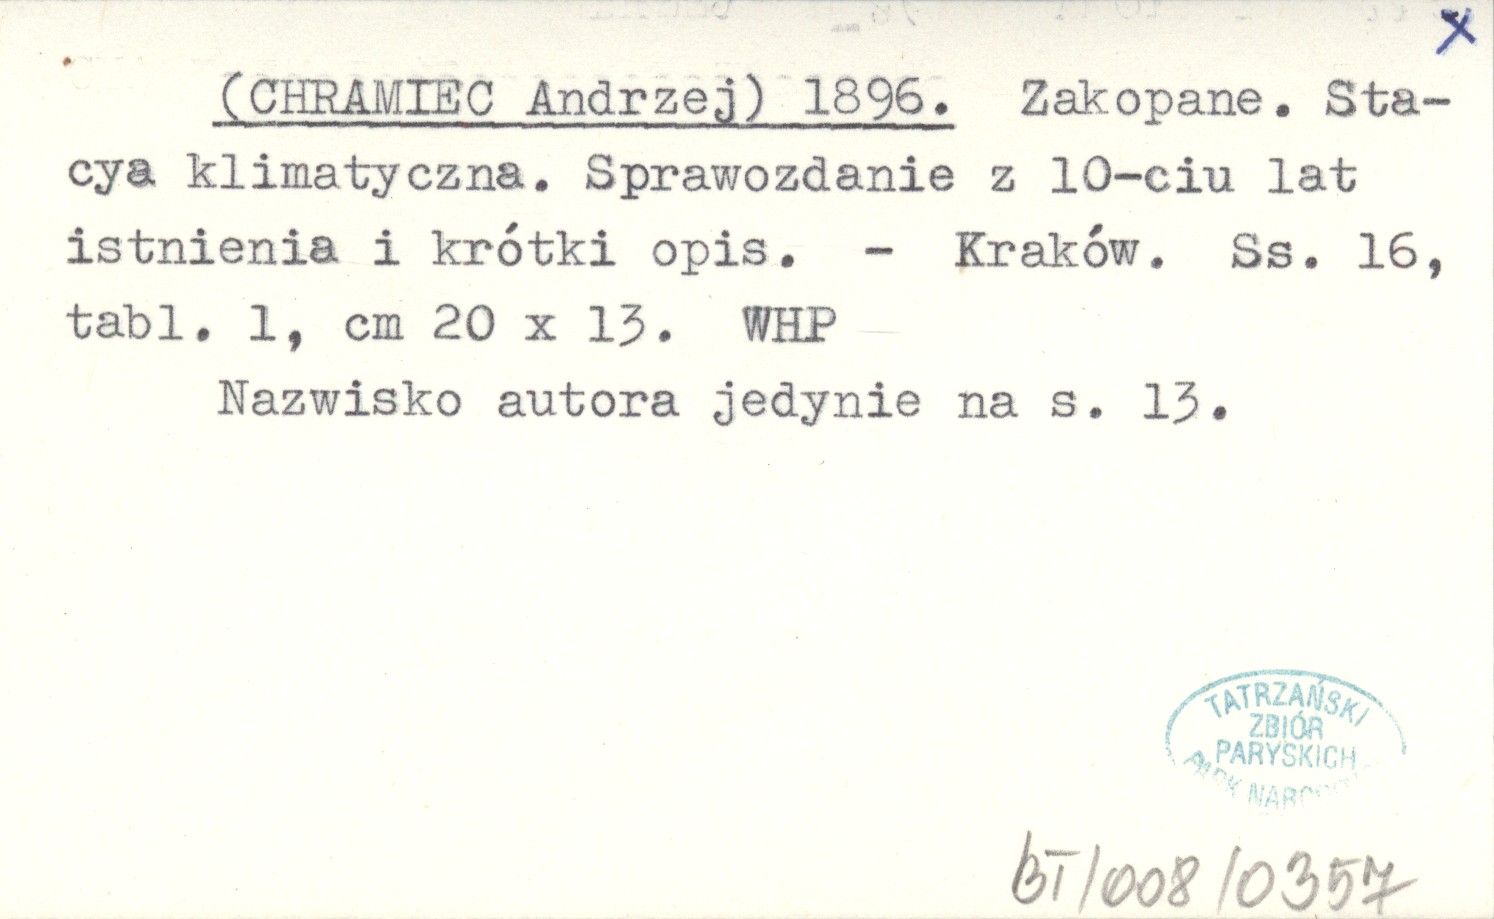 x
(CHRAMIEC Andrzej) 1896. Zakopane. Sta-
cya klimatyczna. Sprawozdanie z 10-ciu lat
istnienia i krótki opis. - Kraków. Ss. 16,
tabl. 1, cm 20 x 13. WHP
Nazwisko autora jedynie na s. 13.
TATRZAŃSKI
ZBIÓR
PARYSKICH
PARK
BT/008/0357